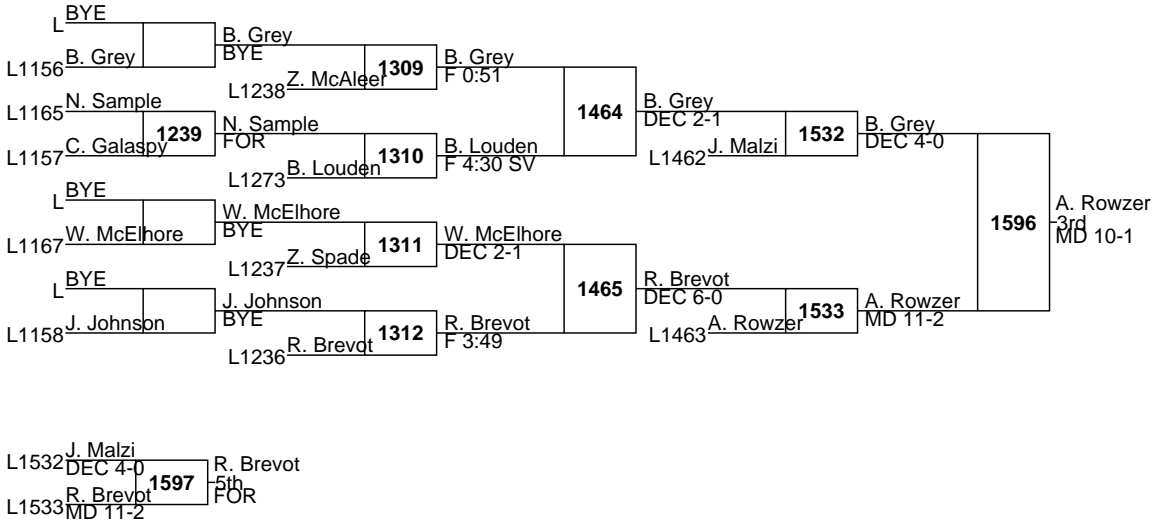 L BYE
L1156 B. Grey
B. Grey
BYE
L1238 Z. McAleer
1309
B. Grey
F 0:51
L1165 N. Sample
L1157 C. Galaspy
1239
N. Sample
FOR
L1273 B. Louden
1310
B. Louden
F 4:30 SV
1464
B. Grey
DEC 2-1
L1462 J. Malzi
1532
B. Grey
DEC 4-0
L BYE
L1167 W. McElhore
W. McElhore
BYE
L1237 Z. Spade
1311
W. McElhore
DEC 2-1
L BYE
L1158 J. Johnson
J. Johnson
BYE
L1236 R. Brevot
1312
R. Brevot
F 3:49
1465
R. Brevot
DEC 6-0
L1463 A. Rowzer
1533
A. Rowzer
MD 11-2
1596
A. Rowzer
3rd
MD 10-1
L1532 J. Malzi
DEC 4-0
L1533 R. Brevot
MD 11-2
1597
R. Brevot
5th
FOR